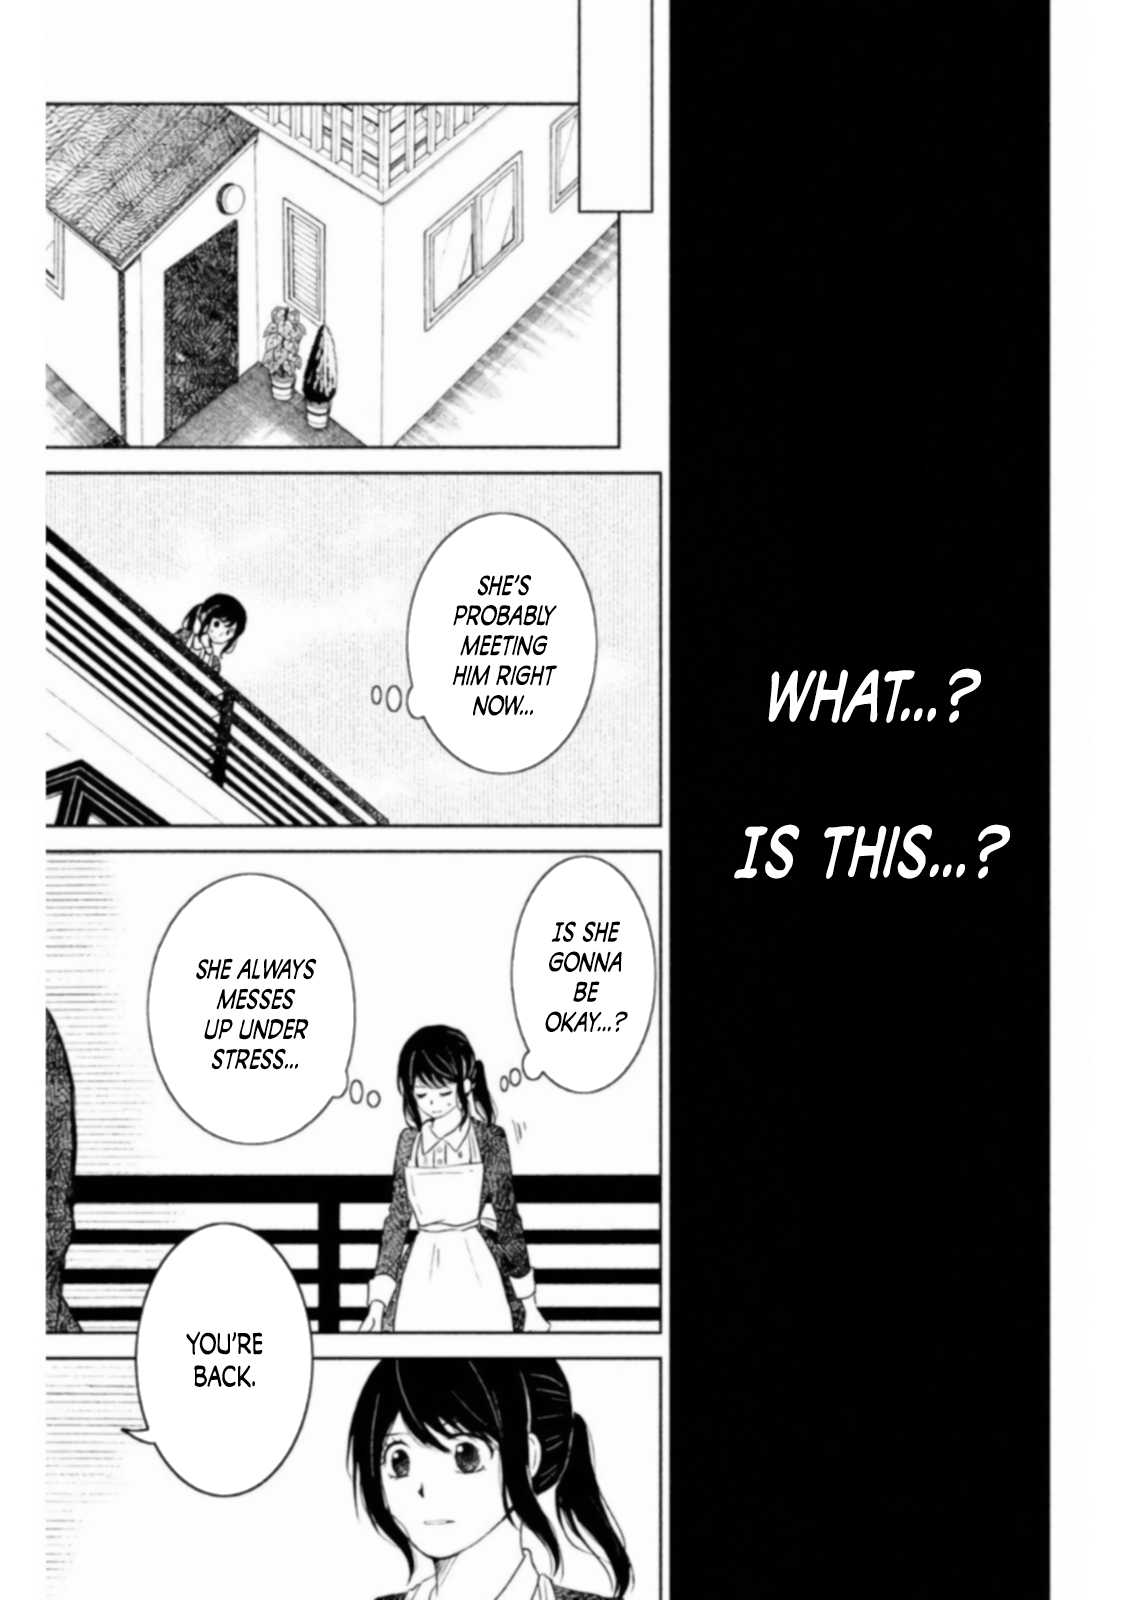 WHAT...?
IS THIS...?
SHE'S
PROBABLY
MEETING
HIM RIGHT
NOW...
IS SHE
GONNA
BE
OKAY...?
SHE ALWAYS
MESSES
UP UNDER
STRESS...
YOU'RE
BACK.